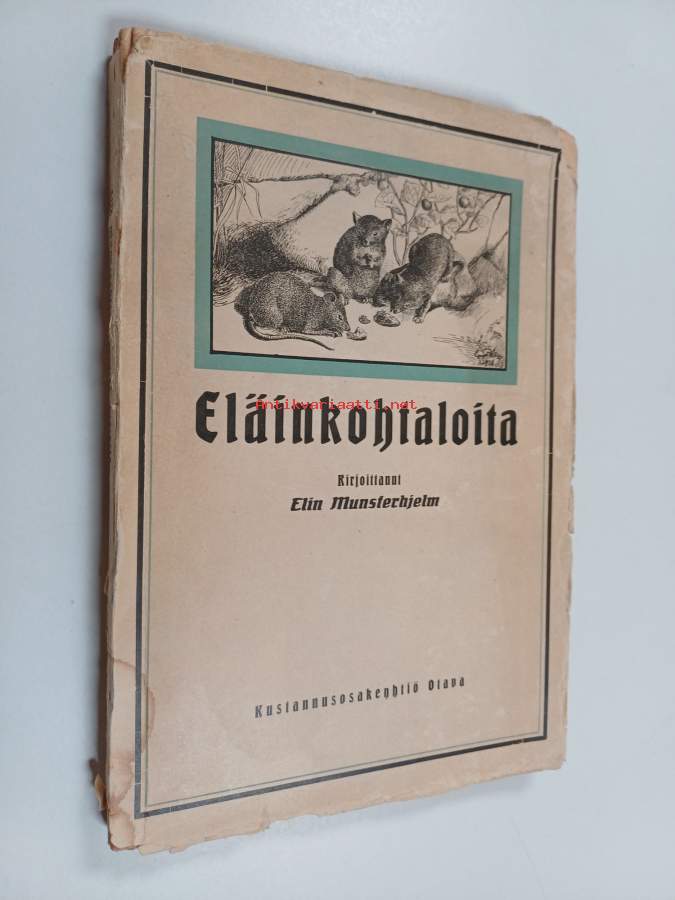 Eläinkohtaloita
Antikvariaatti.net
Kirjoittanut
Elin Munsterhjelm
Kustannusosakeyhtiö Otava